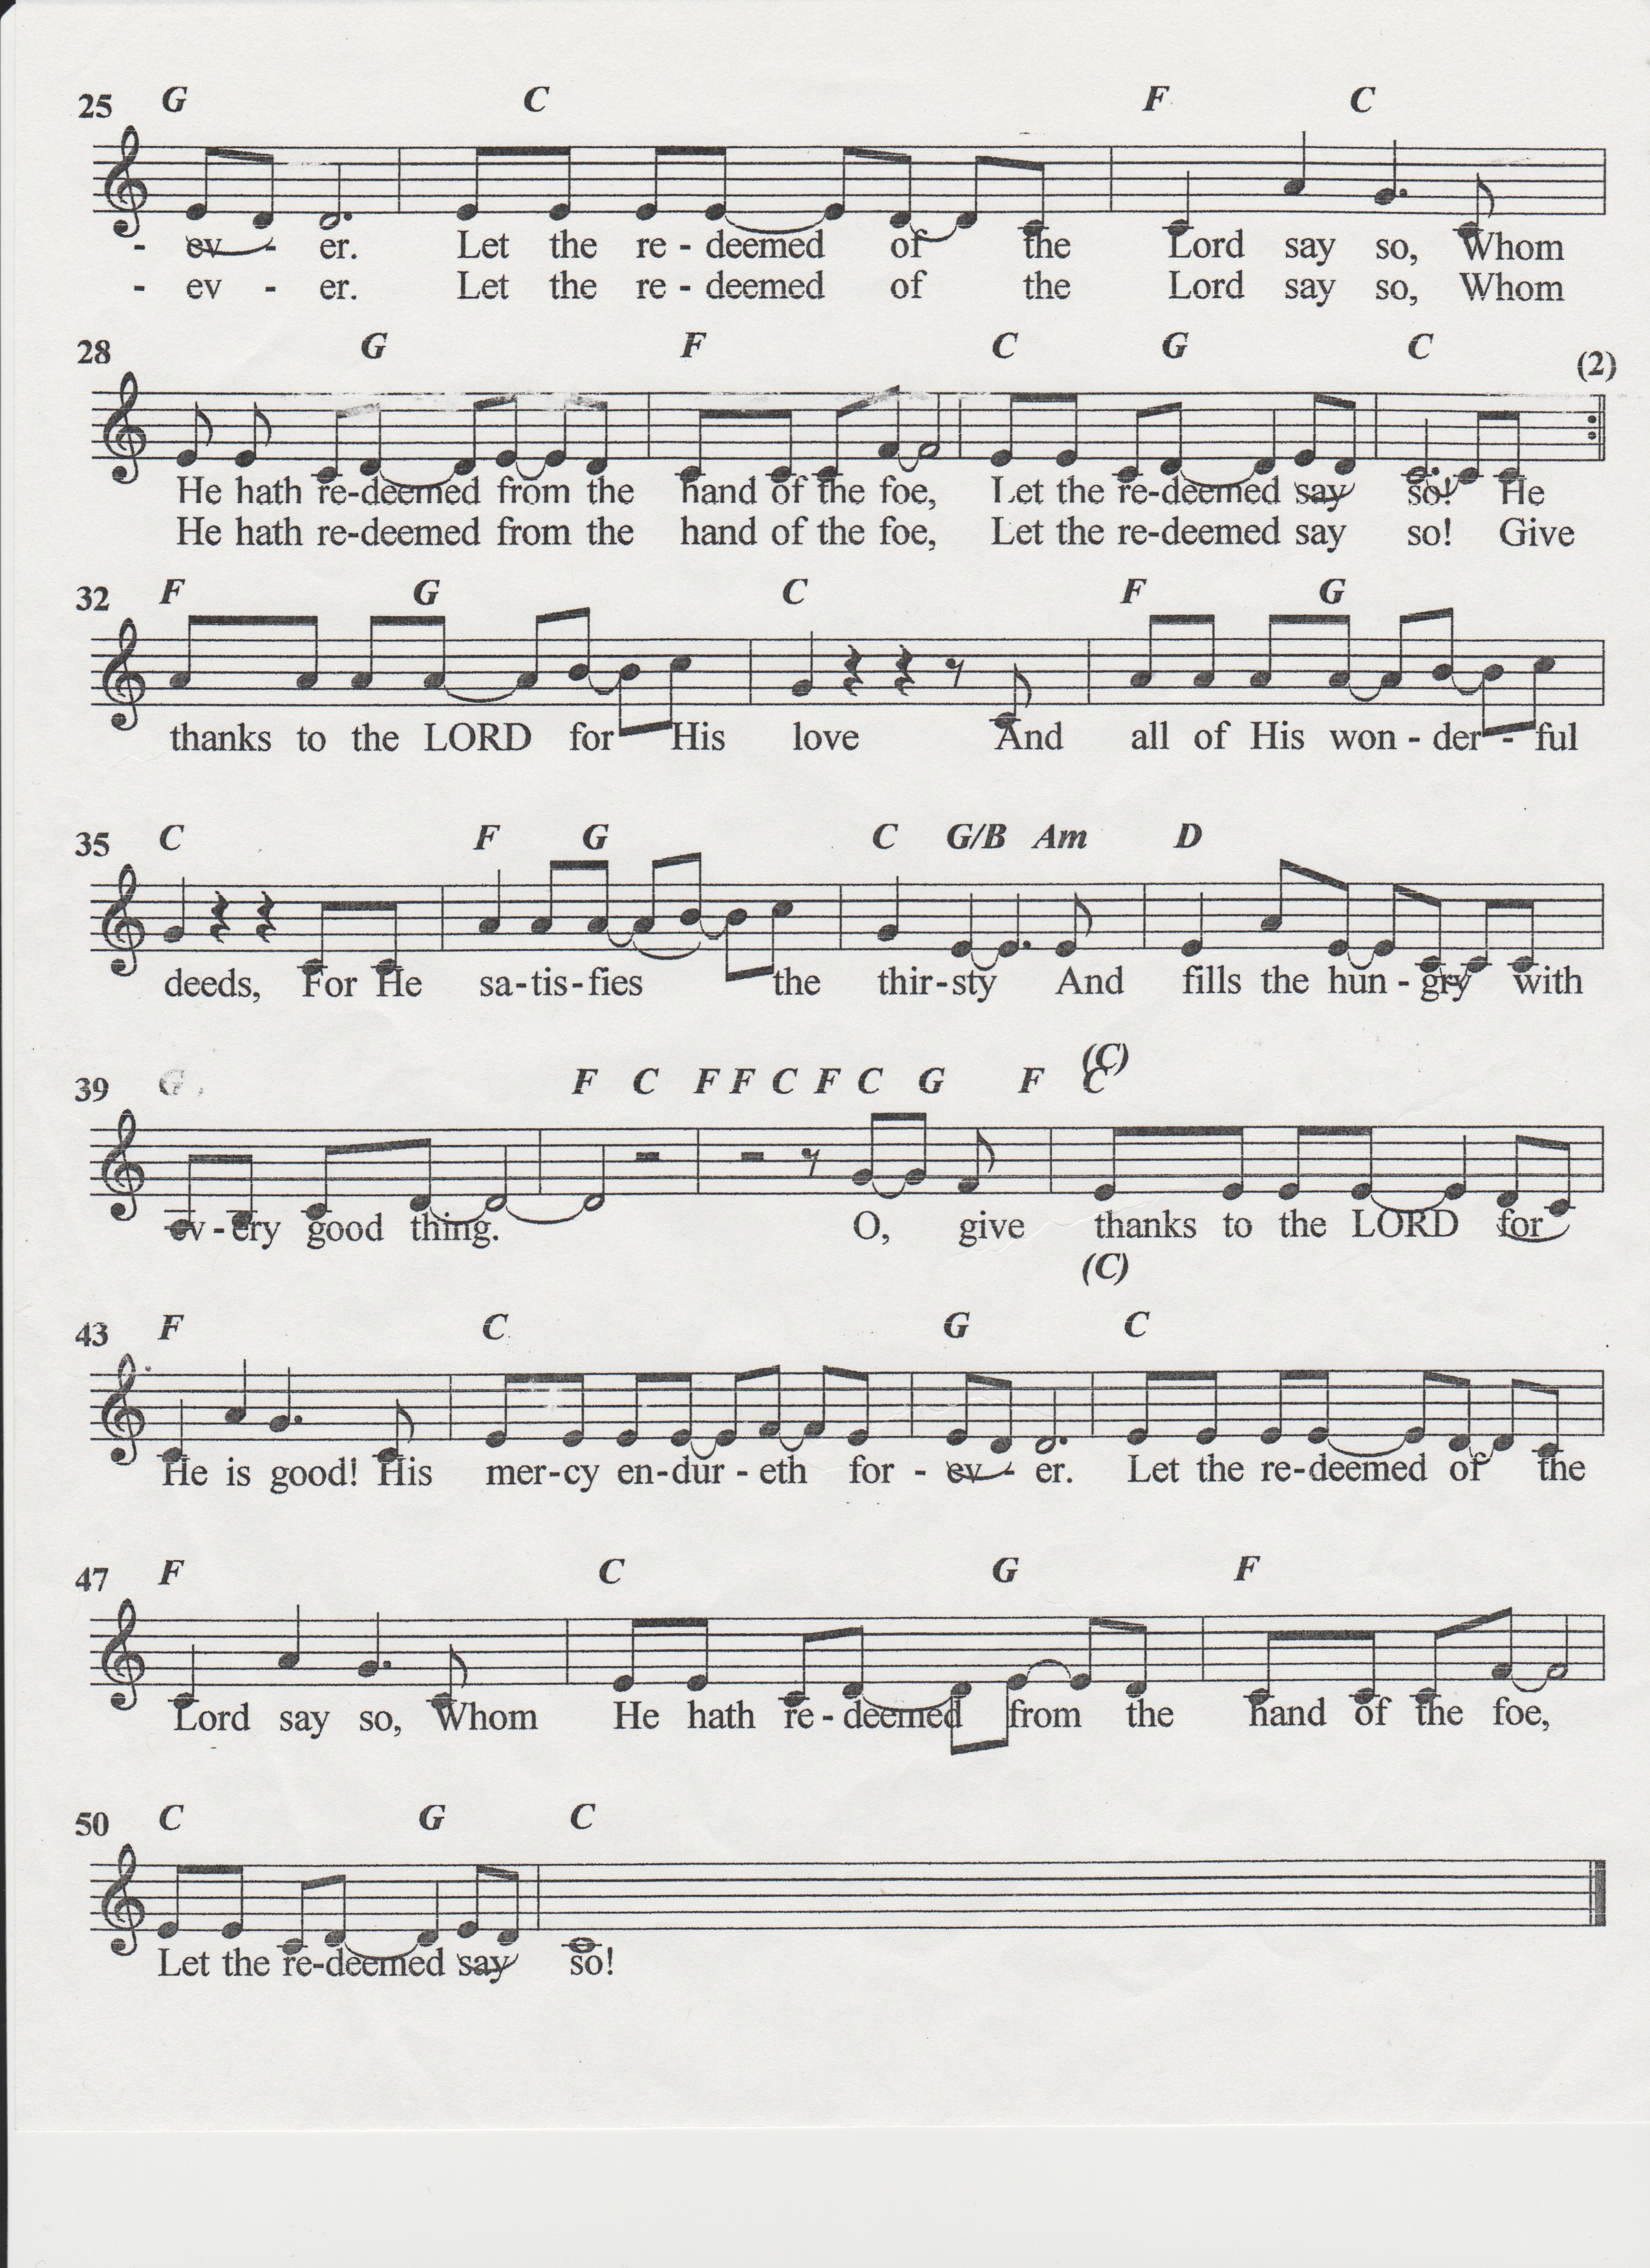 25 G C F C
- ev - er. Let the re - deemed of the Lord say so, Whom
- ev - er. Let the re - deemed of the Lord say so, Whom
28 G F C G C (2)
He hath re-deemed from the hand of the foe, Let the re-deemed say so! He
He hath re-deemed from the hand of the foe, Let the re-deemed say so! Give
32 F G C F G
thanks to the LORD for His love And all of His won - der - ful
35 C F G C G/B Am D
deeds, For He sa-tis-fies the thir-sty And fills the hun - gry with
(C)
39 G F C F F C F C G F C
ev - ery good thing. O, give thanks to the LORD for
(C)
43 F C G C
He is good! His mer-cy en-dur - eth for - ev - er. Let the re-deemed of the
47 F C G F
Lord say so, Whom He hath re - deemed from the hand of the foe,
50 C G C
Let the re-deemed say so!